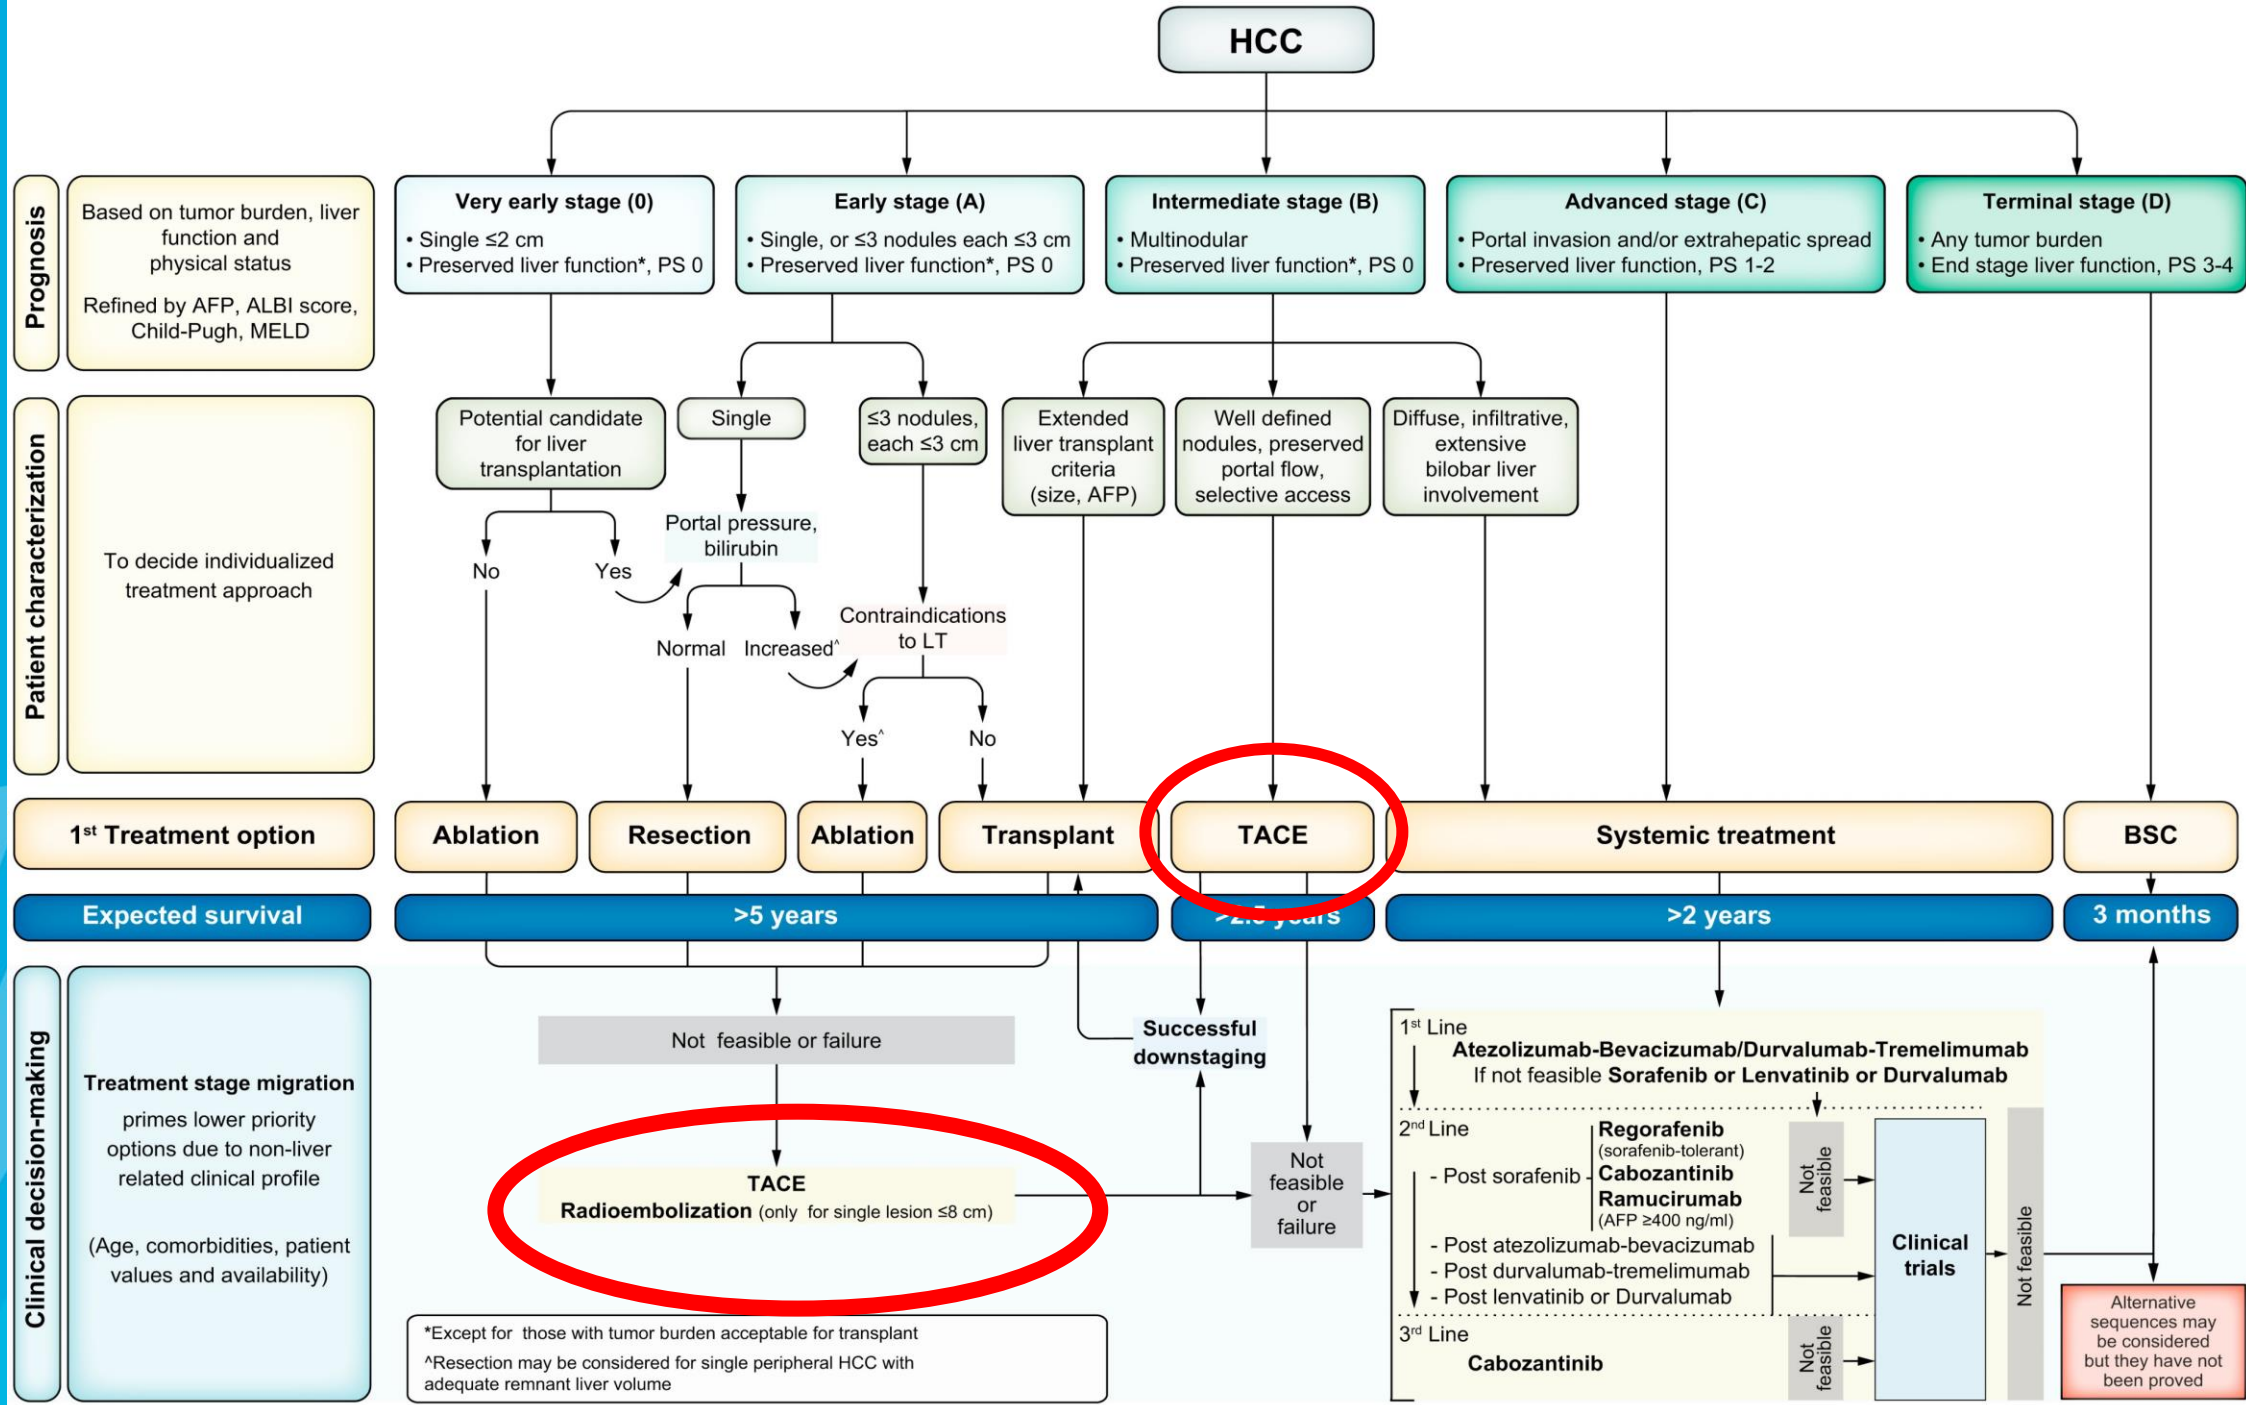 HCC
Prognosis
Based on tumor burden, liver
function and
physical status
Refined by AFP, ALBI score,
Child-Pugh, MELD
Very early stage (0)
• Single ≤2 cm
• Preserved liver function*, PS 0
Early stage (A)
• Single, or ≤3 nodules each ≤3 cm
• Preserved liver function*, PS 0
Intermediate stage (B)
• Multinodular
• Preserved liver function*, PS 0
Advanced stage (C)
• Portal invasion and/or extrahepatic spread
• Preserved liver function, PS 1-2
Terminal stage (D)
• Any tumor burden
• End stage liver function, PS 3-4
Patient characterization
To decide individualized
treatment approach
Potential candidate
for liver
transplantation
No
Yes
Single
Portal pressure,
bilirubin
Normal
Increased^
≤3 nodules,
each ≤3 cm
Contraindications
to LT
Yes^
No
Extended
liver transplant
criteria
(size, AFP)
Well defined
nodules, preserved
portal flow,
selective access
Diffuse, infiltrative,
extensive
bilobar liver
involvement
1st Treatment option
Ablation
Resection
Ablation
Transplant
TACE
Systemic treatment
BSC
Expected survival
>5 years
>2.5 years
>2 years
3 months
Clinical decision-making
Treatment stage migration
primes lower priority
options due to non-liver
related clinical profile
(Age, comorbidities, patient
values and availability)
Not feasible or failure
TACE
Radioembolization (only for single lesion ≤8 cm)
Successful
downstaging
Not
feasible
or
failure
1st Line
Atezolizumab-Bevacizumab/Durvalumab-Tremelimumab
If not feasible Sorafenib or Lenvatinib or Durvalumab
2nd Line
- Post sorafenib
Regorafenib
(sorafenib-tolerant)
Cabozantinib
Ramucirumab
(AFP ≥400 ng/ml)
- Post atezolizumab-bevacizumab
- Post durvalumab-tremelimumab
- Post lenvatinib or Durvalumab
Not
feasible
3rd Line
Cabozantinib
Not
feasible
Clinical
trials
Not feasible
Alternative
sequences may
be considered
but they have not
been proved
*Except for those with tumor burden acceptable for transplant
^Resection may be considered for single peripheral HCC with
adequate remnant liver volume